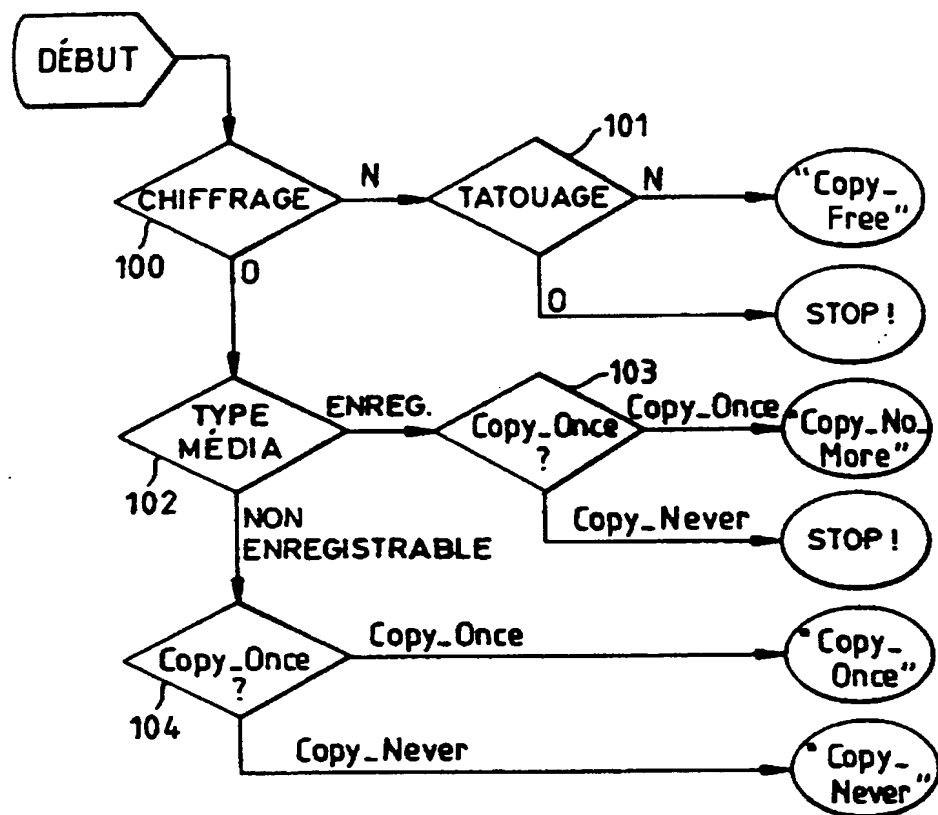 DÉBUT
101
CHIFFRAGE
N
TATOUAGE
N
"Copy_
Free"
100
O
O
STOP !
103
TYPE
MÉDIA
ENREG.
Copy_Once
?
Copy_Once
"Copy_No_
More"
102
NON
ENREGISTRABLE
Copy_Never
STOP !
Copy_Once
?
Copy_Once
"Copy_
Once"
104
Copy_Never
"Copy_
Never"